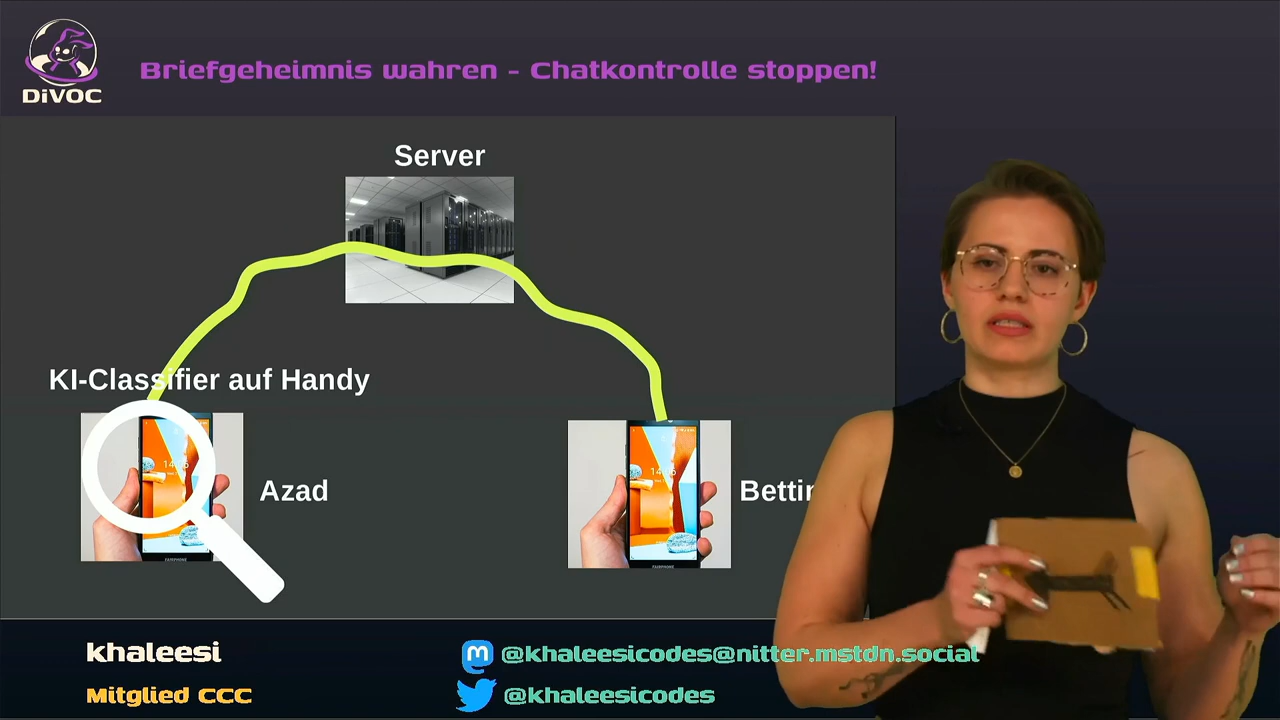 DiVOC
Briefgeheimnis wahren - Chatkontrolle stoppen!
Server
KI-Classifier auf Handy
Azad
khaleesi
@khaleesicodes@nitter.mstdn.social
Mitglied CCC
@khaleesicodes